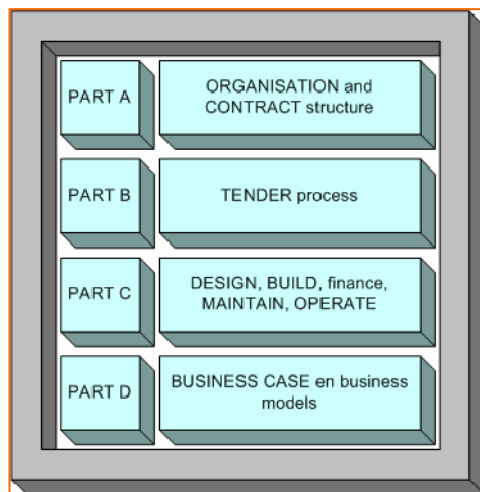 PART A
ORGANISATION and
CONTRACT structure
PART B
TENDER process
PART C
DESIGN, BUILD, finance,
MAINTAIN, OPERATE
PART D
BUSINESS CASE en business
models